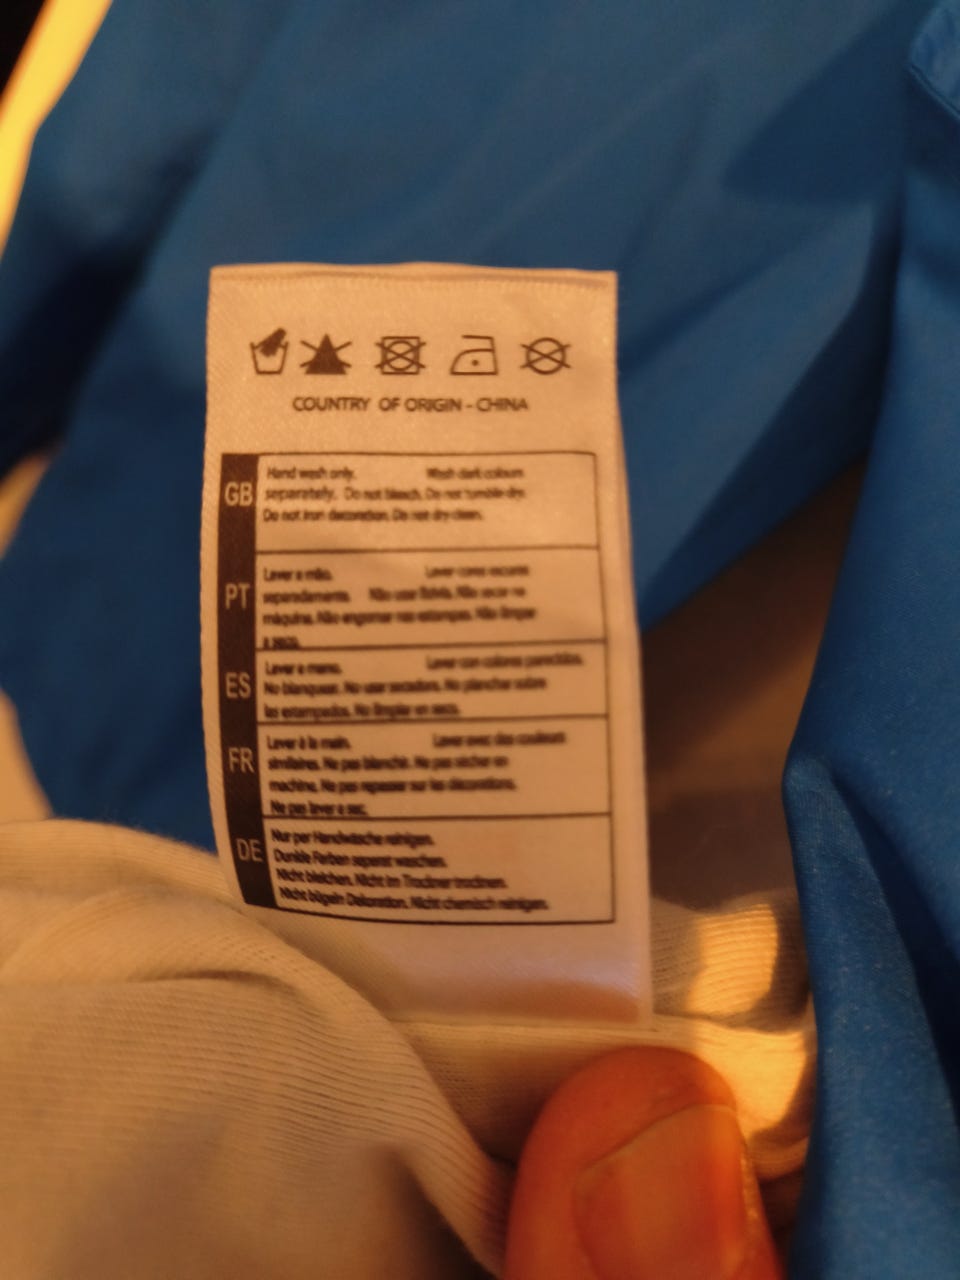 COUNTRY OF ORIGIN - CHINA
GB
Hand wash only. Wash dark colours
separately. Do not bleach. Do not tumble dry.
Do not iron decoration. Do not dry clean.
PT
Lavar a mão. Lavar cores escuras
separadamente. Não usar lixívia. Não secar na
máquina. Não engomar nas estampas. Não limpar
a seco.
ES
Lavar a mano. Lavar con colores parecidos.
No blanquear. No usar secadora. No planchar sobre
los estampados. No limpiar en seco.
FR
Laver à la main. Laver avec des couleurs
similaires. Ne pas blanchir. Ne pas sécher en
machine. Ne pas repasser sur les décorations.
Ne pas laver a sec.
DE
Nur per Handwäsche reinigen.
Dunkle Farben separat waschen.
Nicht bleichen. Nicht im Trockner trocknen.
Nicht bügeln Dekoration. Nicht chemisch reinigen.